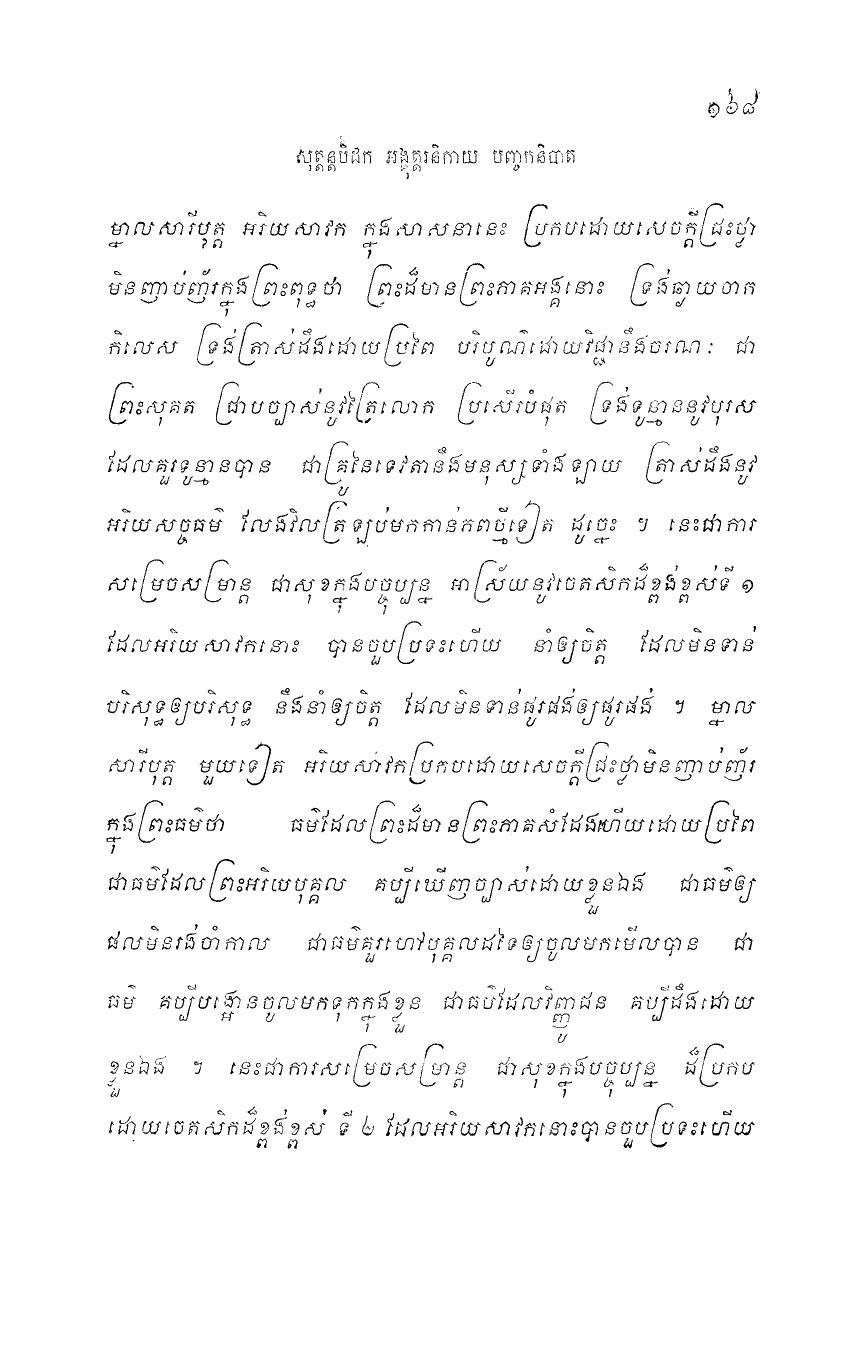 ១៦៨
សុត្តន្តបិដក អង្គុត្តរនិកាយ បញ្ចកនិបាត
ម្នាលសារីបុត្ត អរិយសាវក ក្នុងសាសនានេះ ប្រកបដោយសេចក្តីជ្រះថ្លា
មិនញាប់ញ័រក្នុងព្រះពុទ្ធថា ព្រះដ៏មានព្រះភាគអង្គនោះ ទ្រង់ឆ្ងាយចាក
កិលេស ទ្រង់ត្រាស់ដឹងដោយប្រពៃ បរិបូណ៌ដោយវិជ្ជានឹងចរណៈ ជា
ព្រះសុគត ជ្រាបច្បាស់នូវត្រៃលោក ប្រសើរបំផុត ទ្រង់ទូន្មាននូវបុរស
ដែលគួរទូន្មានបាន ជាគ្រូនៃទេវតានឹងមនុស្សទាំងឡាយ ត្រាស់ដឹងនូវ
អរិយសច្ចធម៌ លែងវិលត្រឡប់មកកាន់ភពថ្មីទៀត ដូច្នេះ ។ នេះជាការ
សម្រេចសម្រាន្ត ជាសុខក្នុងបច្ចុប្បន្ន អាស្រ័យនូវចេតសិកដ៏ខ្ពង់ខ្ពស់ទី ១
ដែលអរិយសាវកនោះ បានចួបប្រទះហើយ នាំឲ្យចិត្ត ដែលមិនទាន់
បរិសុទ្ធឲ្យបរិសុទ្ធ នឹងនាំឲ្យចិត្ត ដែលមិនទាន់ផូរផង់ឲ្យផូរផង់ ។ ម្នាល
សារីបុត្ត មួយទៀត អរិយសាវកប្រកបដោយសេចក្តីជ្រះថ្លាមិនញាប់ញ័រ
ក្នុងព្រះធម៌ថា ធម៌ដែលព្រះដ៏មានព្រះភាគសំដែងហើយដោយប្រពៃ
ជាធម៌ដែលព្រះអរិយបុគ្គល គប្បីឃើញច្បាស់ដោយខ្លួនឯង ជាធម៌ឲ្យ
ផលមិនរង់ចាំកាល ជាធម៌គួរហៅបុគ្គលដទៃឲ្យចូលមកមើលបាន ជា
ធម៌ គប្បីបង្អោនចូលមកទុកក្នុងខ្លួន ជាធម៌ដែលវិញ្ញូជន គប្បីដឹងដោយ
ខ្លួនឯង ។ នេះជាការសម្រេចសម្រាន្ត ជាសុខក្នុងបច្ចុប្បន្ន ដ៏ប្រកប
ដោយចេតសិកដ៏ខ្ពង់ខ្ពស់ ទី ២ ដែលអរិយសាវកនោះបានចួបប្រទះហើយ